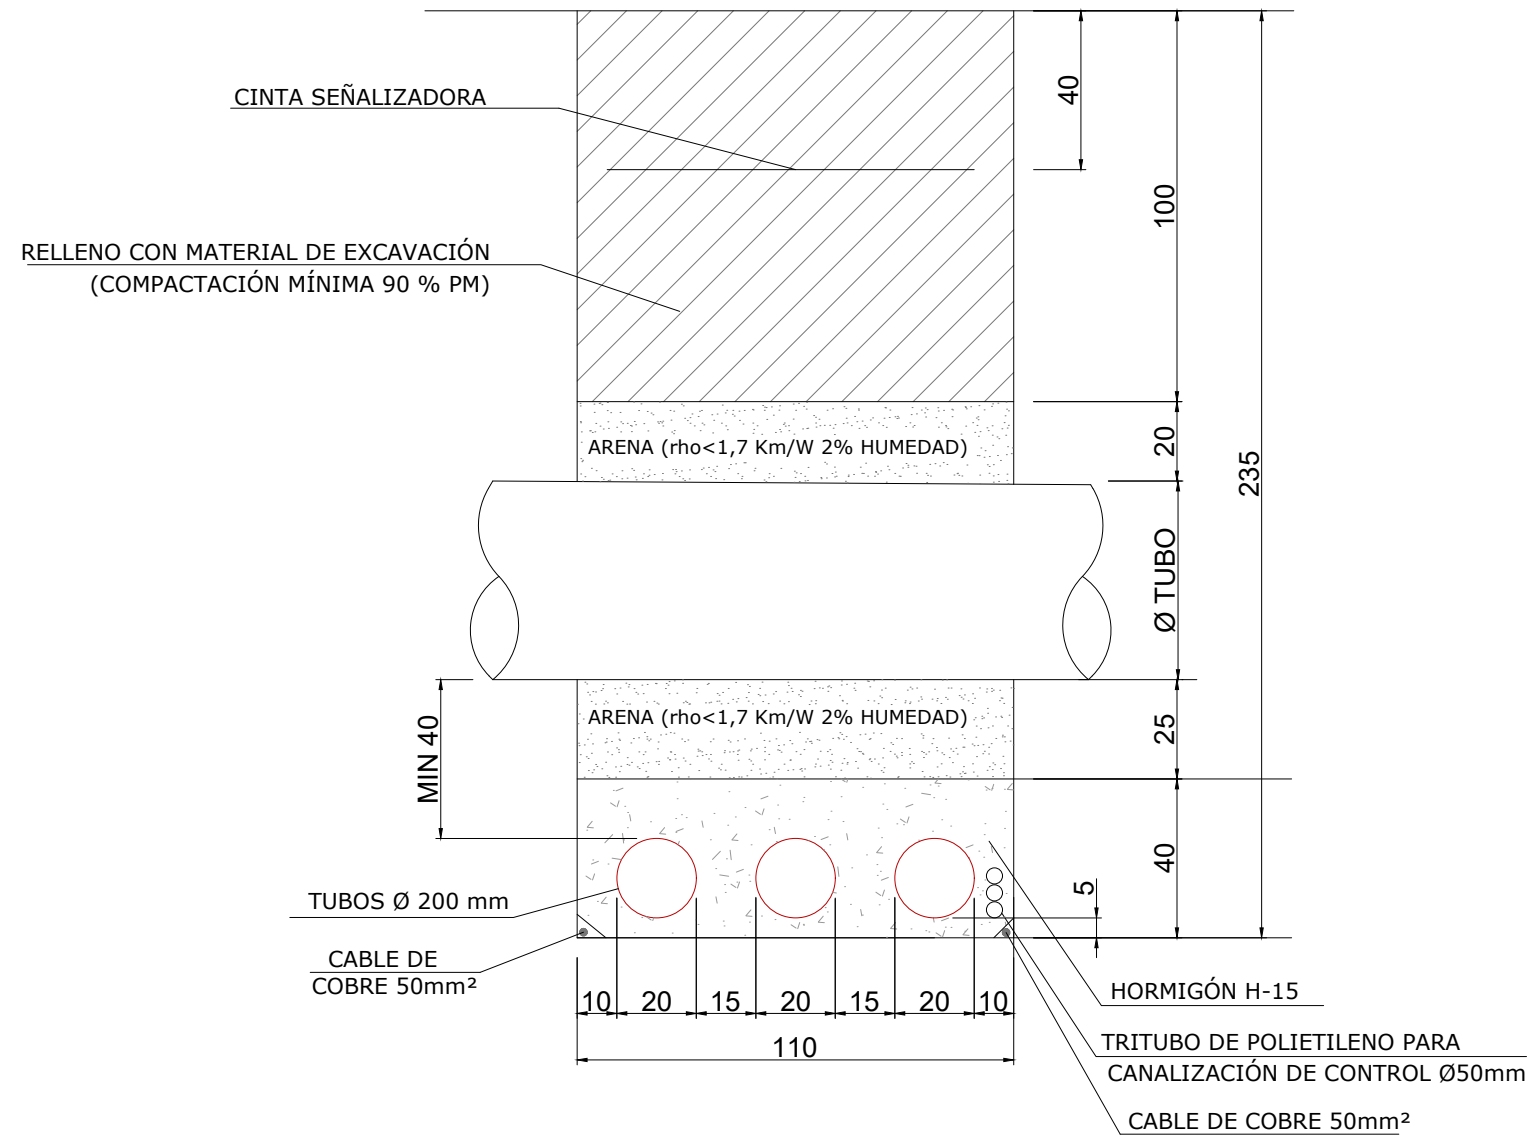 40
CINTA SEÑALIZADORA
100
RELLENO CON MATERIAL DE EXCAVACIÓN
(COMPACTACIÓN MÍNIMA 90 % PM)
ARENA (rho<1,7 Km/W 2% HUMEDAD)
20
235
Ø TUBO
ARENA (rho<1,7 Km/W 2% HUMEDAD)
25
MIN 40
40
5
TUBOS Ø 200 mm
CABLE DE
COBRE 50mm²
10 20 15 20 15 20 10
110
HORMIGÓN H-15
TRITUBO DE POLIETILENO PARA
CANALIZACIÓN DE CONTROL Ø50mm
CABLE DE COBRE 50mm²